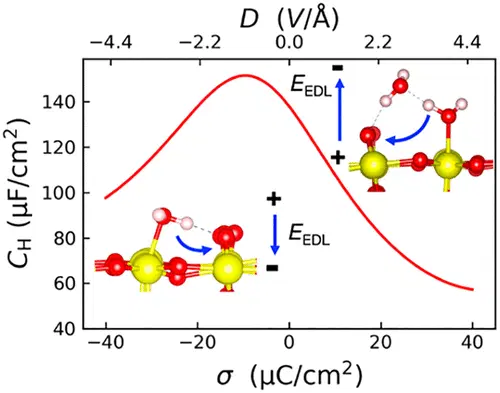 D (V/Å)
−4.4 −2.2 0.0 2.2 4.4
C_H (μF/cm²)
140
120
100
80
60
40
E_EDL
−
+
+
E_EDL
−
−40 −20 0 20 40
σ (μC/cm²)